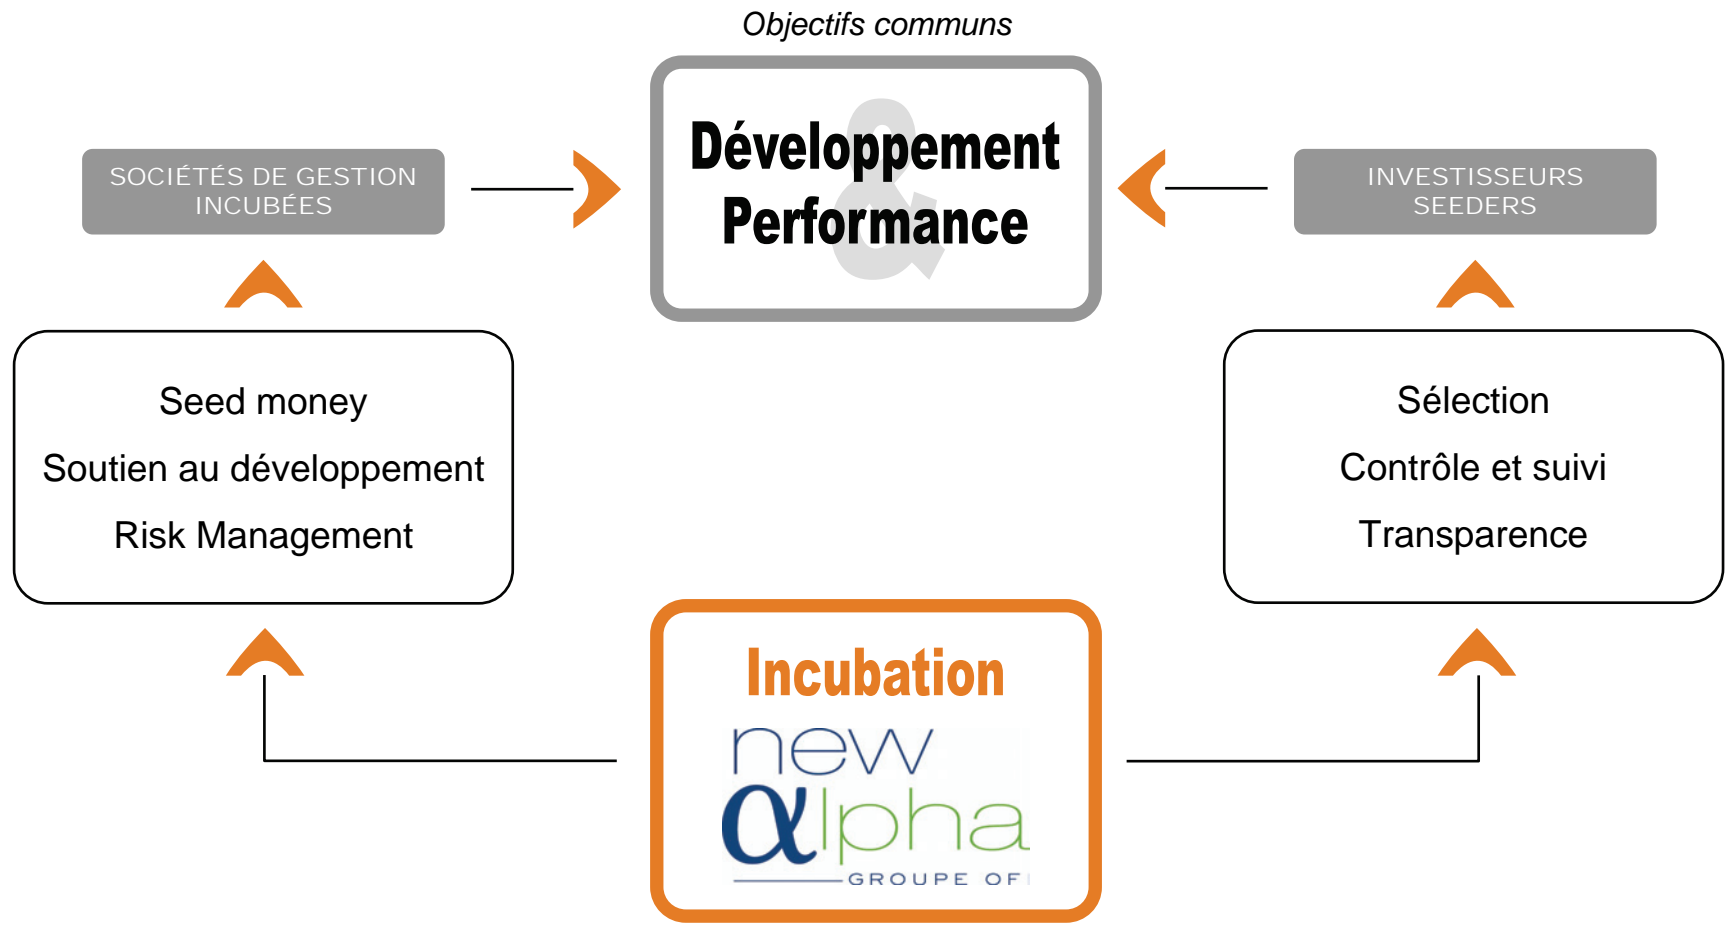 Objectifs communs
Développement
&
Performance
SOCIÉTÉS DE GESTION
INCUBÉES
INVESTISSEURS
SEEDERS
Seed money
Soutien au développement
Risk Management
Sélection
Contrôle et suivi
Transparence
Incubation
new
αlpha
GROUPE OFI